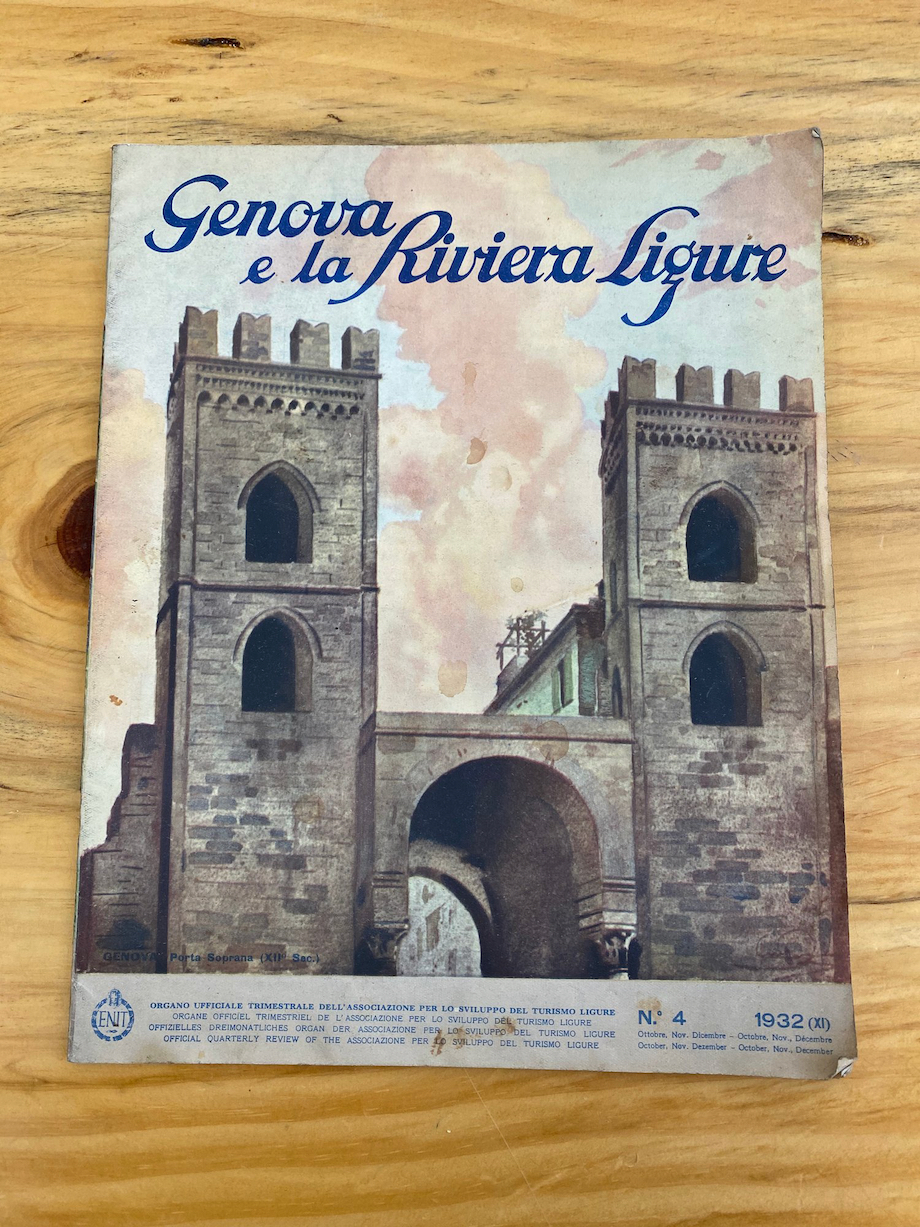 Genova
e la Riviera Ligure
GENOVA Porta Soprana (XIIº Sec.)
ENIT
ORGANO UFFICIALE TRIMESTRALE DELL'ASSOCIAZIONE PER LO SVILUPPO DEL TURISMO LIGURE
ORGANE OFFICIEL TRIMESTRIEL DE L'ASSOCIAZIONE PER LO SVILUPPO DEL TURISMO LIGURE
OFFIZIELLES DREIMONATLICHES ORGAN DER ASSOCIAZIONE PER LO SVILUPPO DEL TURISMO LIGURE
OFFICIAL QUARTERLY REVIEW OF THE ASSOCIAZIONE PER LO SVILUPPO DEL TURISMO LIGURE
N.º 4 1932 (XI)
Ottobre, Nov. Dicembre - Octobre, Nov., Décembre
October, Nov. Dezember - October, Nov., December